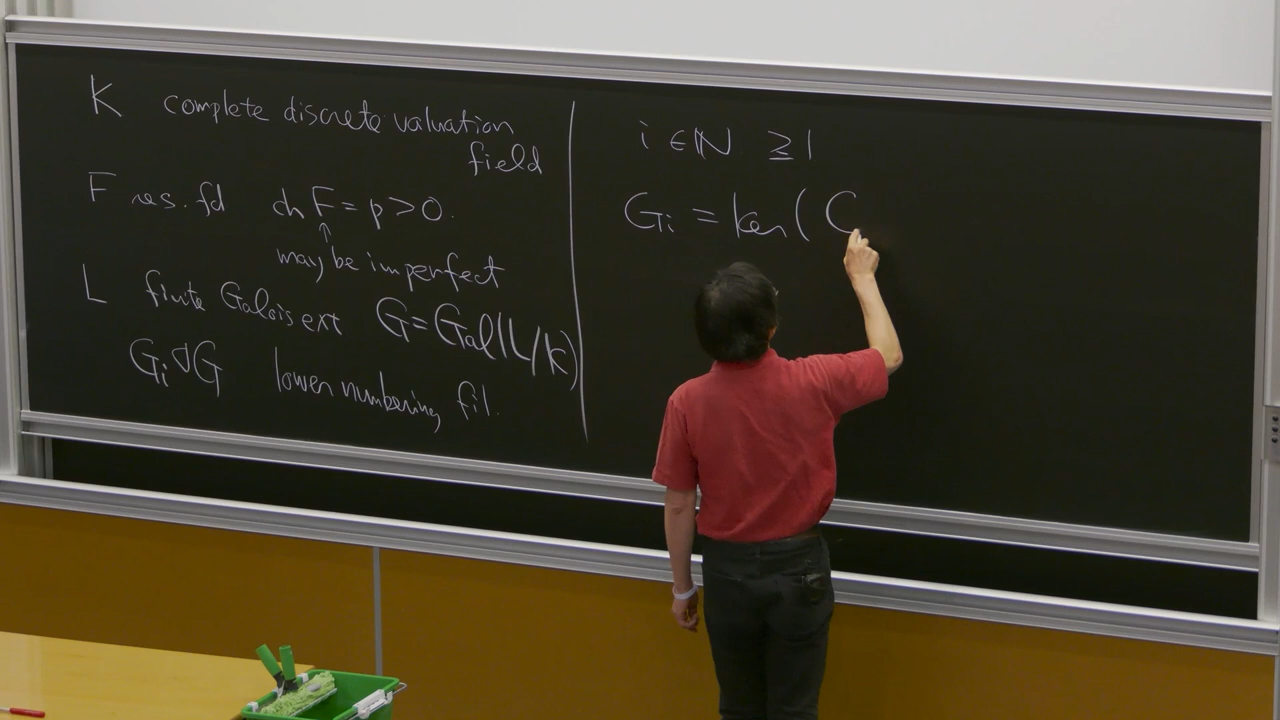 K complete discrete valuation
field
F res. fd ch F = p > 0.
↑
may be imperfect
L finite Galois ext G = Gal(L/K)
Gi ◁ G lower numbering fil.
i ∈ ℕ ≥ 1
Gi = ker ( C